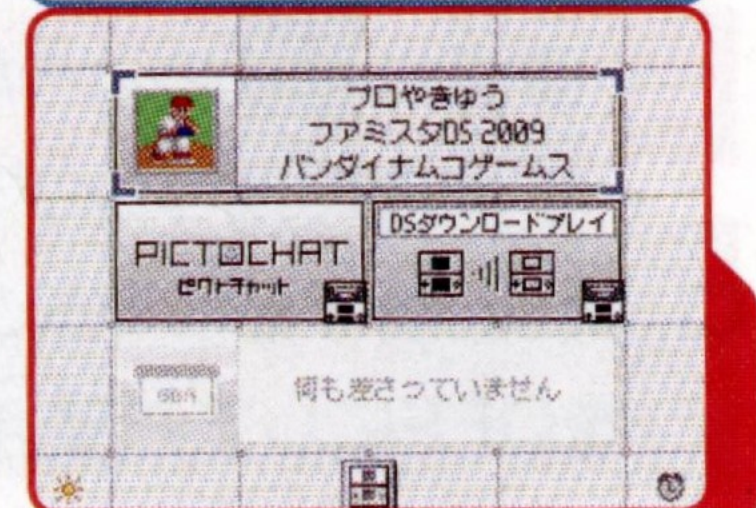 プロやきゅう
ファミスタDS 2009
バンダイナムコゲームス
PICTOCHAT
ピクトチャット
DSダウンロードプレイ
GBA
何も差さっていません